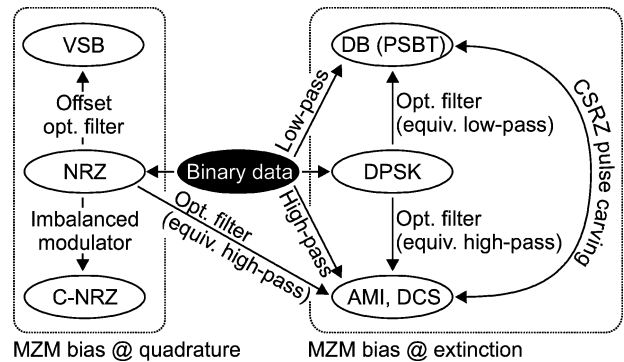 VSB
DB (PSBT)
Offset
opt. filter
Low-pass
Opt. filter
(equiv. low-pass)
CSRZ pulse carving
NRZ
Binary data
DPSK
Imbalanced
modulator
Opt. filter
(equiv. high-pass)
High-pass
Opt. filter
(equiv. high-pass)
C-NRZ
AMI, DCS
MZM bias @ quadrature
MZM bias @ extinction